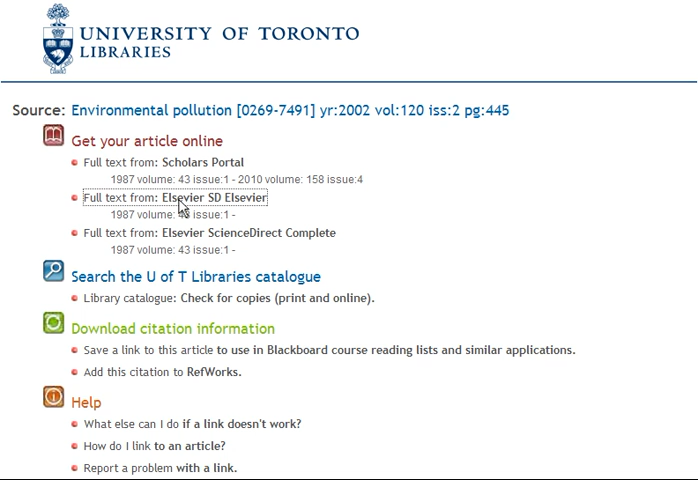 UNIVERSITY OF TORONTO
LIBRARIES
Source: Environmental pollution [0269-7491] yr:2002 vol:120 iss:2 pg:445
Get your article online
Full text from: Scholars Portal
1987 volume: 43 issue:1 - 2010 volume: 158 issue:4
Full text from: Elsevier SD Elsevier
1987 volume: 43 issue:1 -
Full text from: Elsevier ScienceDirect Complete
1987 volume: 43 issue:1 -
Search the U of T Libraries catalogue
Library catalogue: Check for copies (print and online).
Download citation information
Save a link to this article to use in Blackboard course reading lists and similar applications.
Add this citation to RefWorks.
Help
What else can I do if a link doesn't work?
How do I link to an article?
Report a problem with a link.